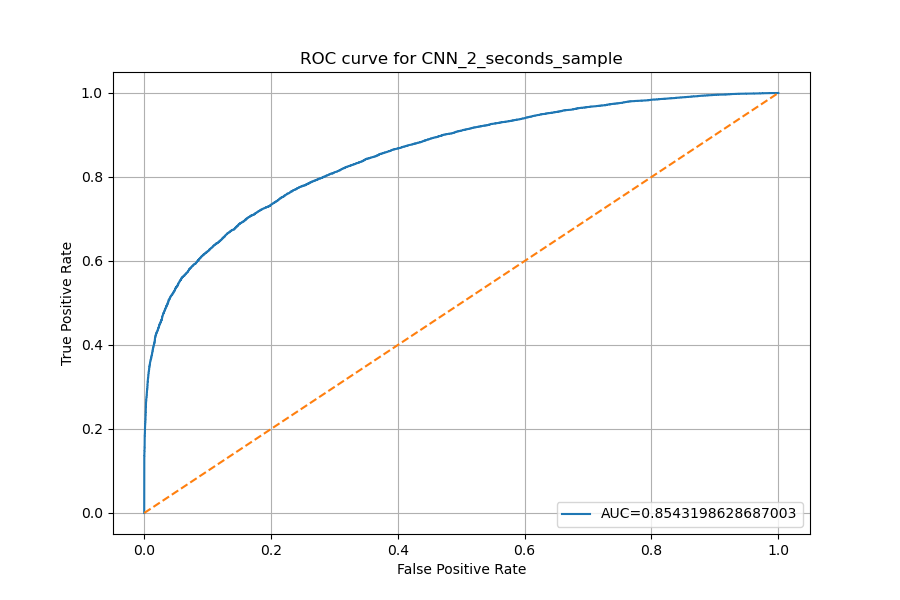 ROC curve for CNN_2_seconds_sample
True Positive Rate
1.0
0.8
0.6
0.4
0.2
0.0
AUC=0.8543198628687003
0.0 0.2 0.4 0.6 0.8 1.0
False Positive Rate